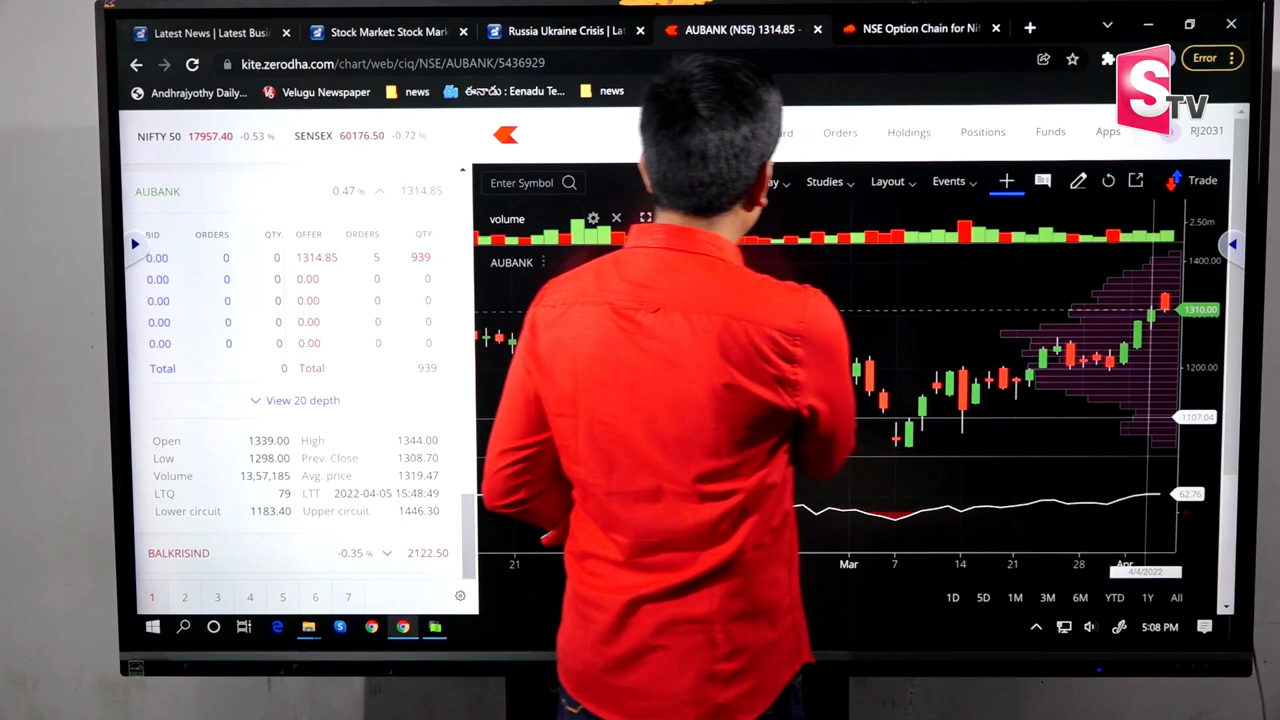 Latest News | Latest Busi
Stock Market: Stock Mark
Russia Ukraine Crisis | Lat
AUBANK (NSE) 1314.85 -
NSE Option Chain for Nif
kite.zerodha.com/chart/web/ciq/NSE/AUBANK/5436929
Error
Andhrajyothy Daily...
Velugu Newspaper
news
ఈనాడు : Eenadu Te...
news
STV
NIFTY 50 17957.40 -0.53 %
SENSEX 60176.50 -0.72 %
Orders
Holdings
Positions
Funds
Apps
RJ2031
AUBANK 0.47 % 1314.85
BID ORDERS QTY. OFFER ORDERS QTY.
0.00 0 0 1314.85 5 939
0.00 0 0 0.00 0 0
0.00 0 0 0.00 0 0
0.00 0 0 0.00 0 0
0.00 0 0 0.00 0 0
Total 0 Total 939
View 20 depth
Open 1339.00 High 1344.00
Low 1298.00 Prev. Close 1308.70
Volume 13,57,185 Avg. price 1319.47
LTQ 79 LTT 2022-04-05 15:48:49
Lower circuit 1183.40 Upper circuit 1446.30
BALKRISIND -0.35 % 2122.50
1 2 3 4 5 6 7
Enter Symbol
Studies
Layout
Events
Trade
volume
2.50m
AUBANK
1400.00
1310.00
1200.00
1107.04
62.76
21 Mar 7 14 21 28 Apr
4/4/2022
1D 5D 1M 3M 6M YTD 1Y All
5:08 PM